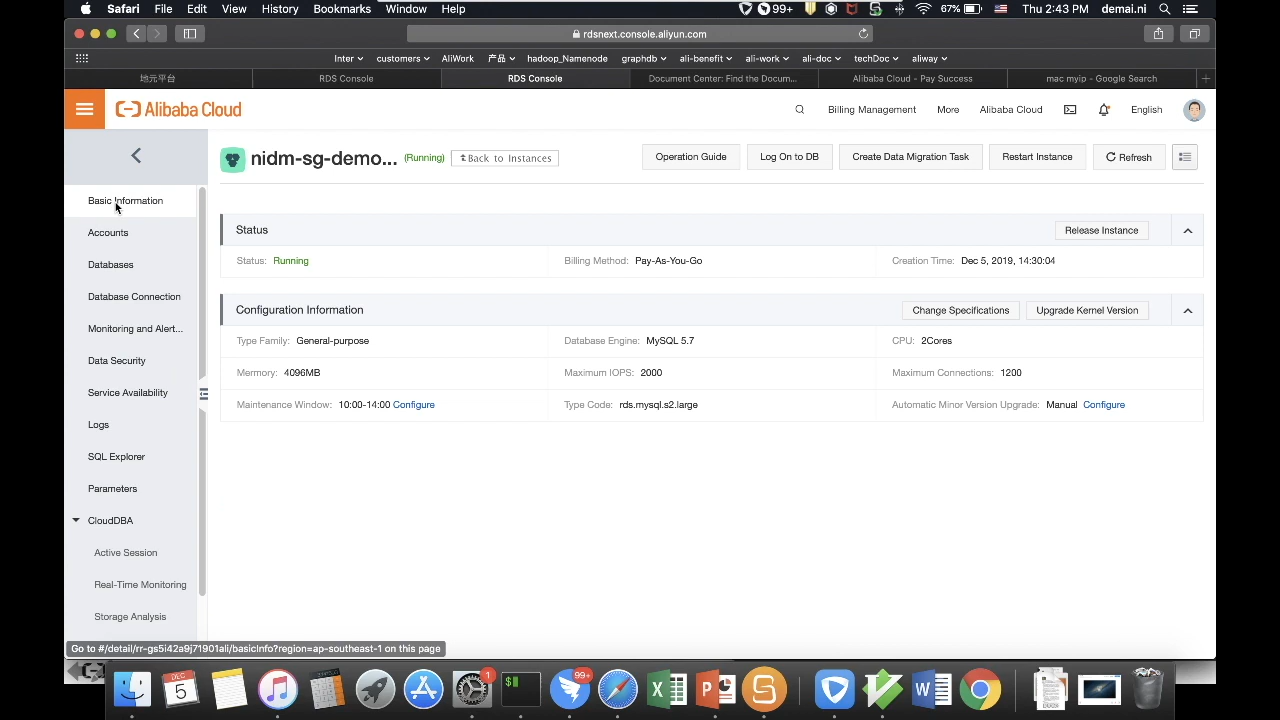 Safari File Edit View History Bookmarks Window Help 99+ 67% Thu 2:43 PM demai.ni
rdsnext.console.aliyun.com
Inter customers AliWork 产品 hadoop_Namenode graphdb ali-benefit ali-work ali-doc techDoc aliway
地元平台 RDS Console RDS Console Document Center: Find the Docum... Alibaba Cloud - Pay Success mac myip - Google Search
Alibaba Cloud Billing Management More Alibaba Cloud English
nidm-sg-demo... (Running) Back to Instances Operation Guide Log On to DB Create Data Migration Task Restart Instance Refresh
Basic Information
Accounts
Databases
Database Connection
Monitoring and Alert...
Data Security
Service Availability
Logs
SQL Explorer
Parameters
CloudDBA
Active Session
Real-Time Monitoring
Storage Analysis
Status Release Instance
Status: Running Billing Method: Pay-As-You-Go Creation Time: Dec 5, 2019, 14:30:04
Configuration Information Change Specifications Upgrade Kernel Version
Type Family: General-purpose Database Engine: MySQL 5.7 CPU: 2Cores
Mermory: 4096MB Maximum IOPS: 2000 Maximum Connections: 1200
Maintenance Window: 10:00-14:00 Configure Type Code: rds.mysql.s2.large Automatic Minor Version Upgrade: Manual Configure
Go to #/detail/rr-gs5i42a9j71901ali/basicInfo?region=ap-southeast-1 on this page
DEC 5 1 99+